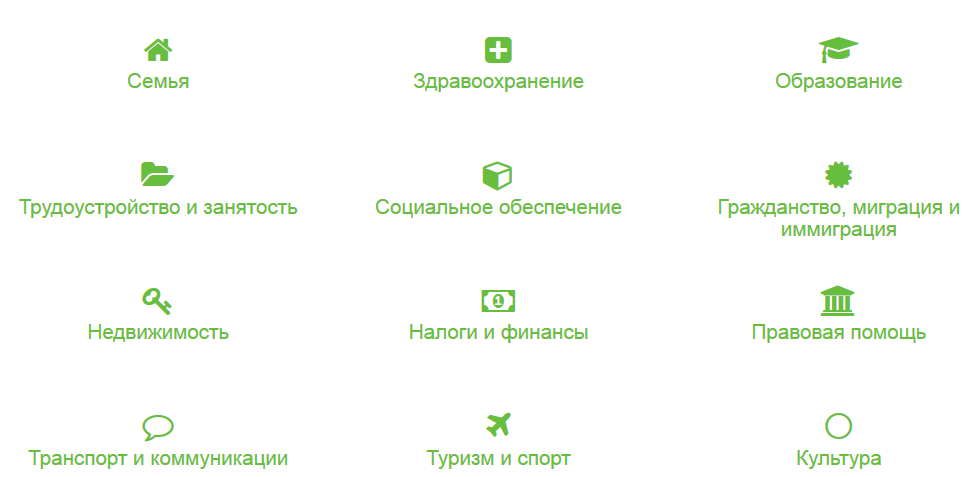 Семья
Здравоохранение
Образование
Трудоустройство и занятость
Социальное обеспечение
Гражданство, миграция и
иммиграция
Недвижимость
1
Налоги и финансы
Правовая помощь
Транспорт и коммуникации
Туризм и спорт
Культура